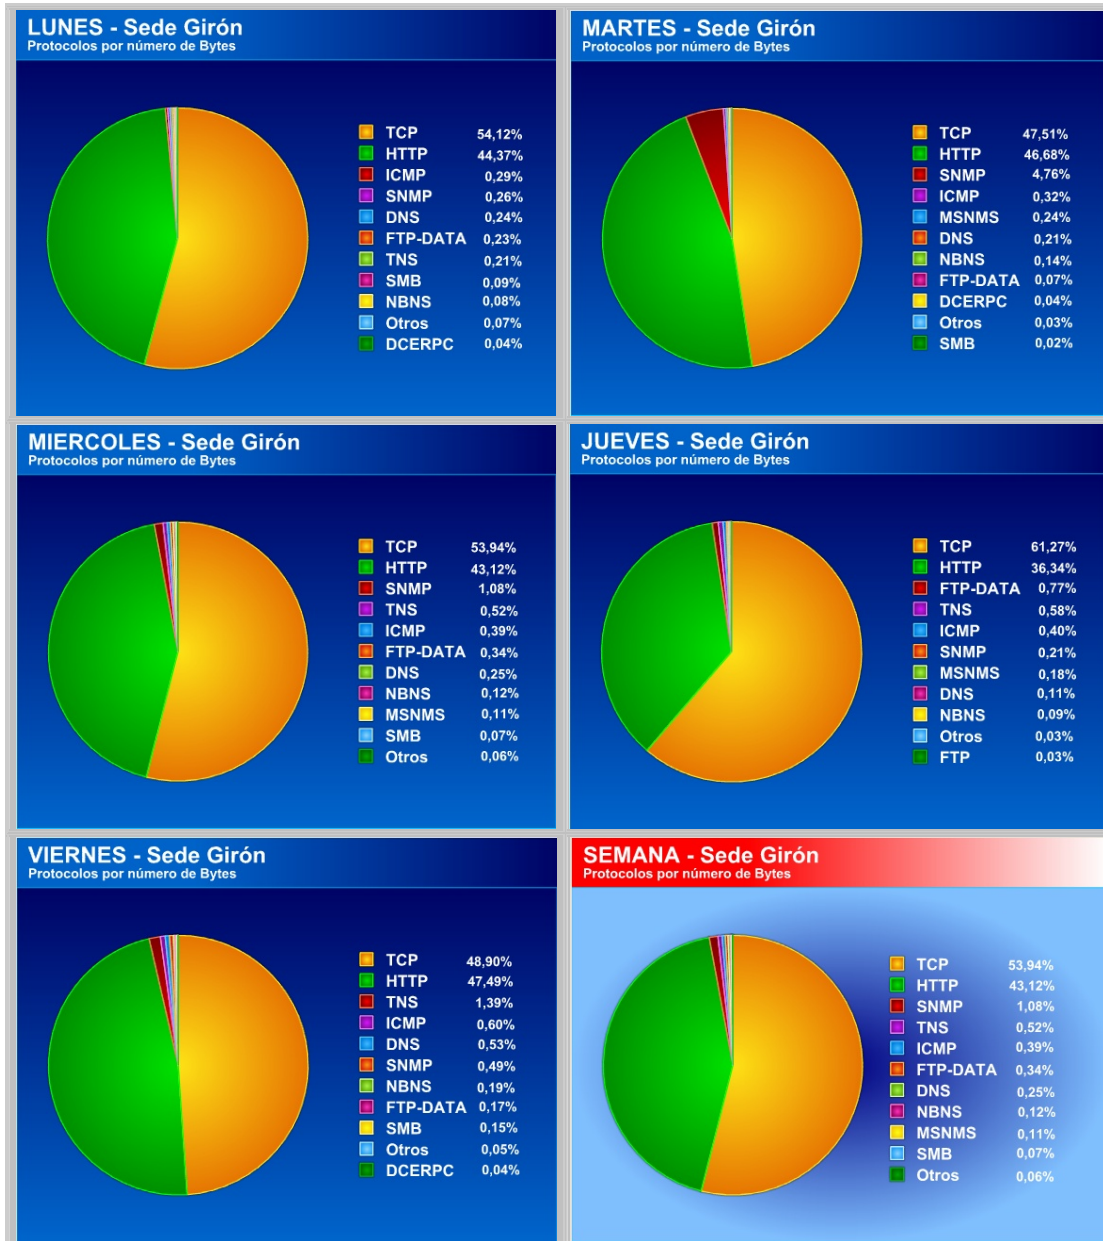 LUNES - Sede Girón
Protocolos por número de Bytes
TCP 54,12%
HTTP 44,37%
ICMP 0,29%
SNMP 0,26%
DNS 0,24%
FTP-DATA 0,23%
TNS 0,21%
SMB 0,09%
NBNS 0,08%
Otros 0,07%
DCERPC 0,04%
MARTES - Sede Girón
Protocolos por número de Bytes
TCP 47,51%
HTTP 46,68%
SNMP 4,76%
ICMP 0,32%
MSNMS 0,24%
DNS 0,21%
NBNS 0,14%
FTP-DATA 0,07%
DCERPC 0,04%
Otros 0,03%
SMB 0,02%
MIERCOLES - Sede Girón
Protocolos por número de Bytes
TCP 53,94%
HTTP 43,12%
SNMP 1,08%
TNS 0,52%
ICMP 0,39%
FTP-DATA 0,34%
DNS 0,25%
NBNS 0,12%
MSNMS 0,11%
SMB 0,07%
Otros 0,06%
JUEVES - Sede Girón
Protocolos por número de Bytes
TCP 61,27%
HTTP 36,34%
FTP-DATA 0,77%
TNS 0,58%
ICMP 0,40%
SNMP 0,21%
MSNMS 0,18%
DNS 0,11%
NBNS 0,09%
Otros 0,03%
FTP 0,03%
VIERNES - Sede Girón
Protocolos por número de Bytes
TCP 48,90%
HTTP 47,49%
TNS 1,39%
ICMP 0,60%
DNS 0,53%
SNMP 0,49%
NBNS 0,19%
FTP-DATA 0,17%
SMB 0,15%
Otros 0,05%
DCERPC 0,04%
SEMANA - Sede Girón
Protocolos por número de Bytes
TCP 53,94%
HTTP 43,12%
SNMP 1,08%
TNS 0,52%
ICMP 0,39%
FTP-DATA 0,34%
DNS 0,25%
NBNS 0,12%
MSNMS 0,11%
SMB 0,07%
Otros 0,06%